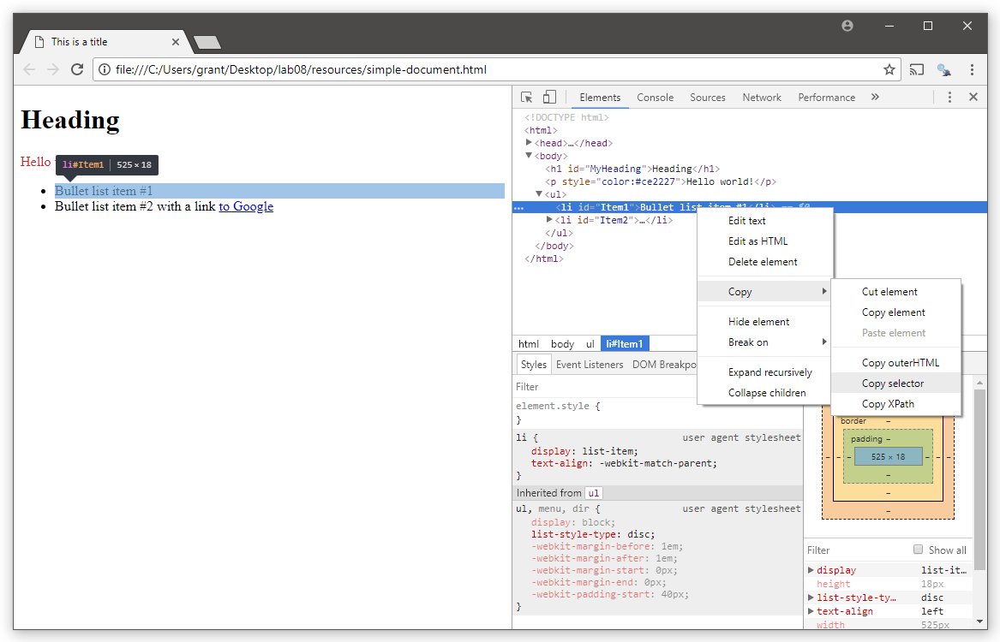 This is a title
file:///C:/Users/grant/Desktop/lab08/resources/simple-document.html
Heading
Hello
li#Item1 525 × 18
Bullet list item #1
Bullet list item #2 with a link to Google
Elements Console Sources Network Performance »
<!DOCTYPE html>
<html>
<head>…</head>
<body>
<h1 id="MyHeading">Heading</h1>
<p style="color:#ce2227">Hello world!</p>
<ul>
… <li id="Item1">Bullet list item #1</li> == $0
<li id="Item2">…</li>
</ul>
</body>
</html>
Edit text
Edit as HTML
Delete element
Copy
Hide element
Break on
Expand recursively
Collapse children
Cut element
Copy element
Paste element
Copy outerHTML
Copy selector
Copy XPath
html body ul li#Item1
Styles Event Listeners DOM Breakpo
Filter
element.style {
}
li { user agent stylesheet
display: list-item;
text-align: -webkit-match-parent;
}
Inherited from ul
ul, menu, dir { user agent stylesheet
display: block;
list-style-type: disc;
-webkit-margin-before: 1em;
-webkit-margin-after: 1em;
-webkit-margin-start: 0px;
-webkit-margin-end: 0px;
-webkit-padding-start: 40px;
}
border –
padding –
– – – 525 × 18 – – –
–
–
–
Filter Show all
display list-it…
height 18px
list-style-ty… disc
text-align left
width 525px